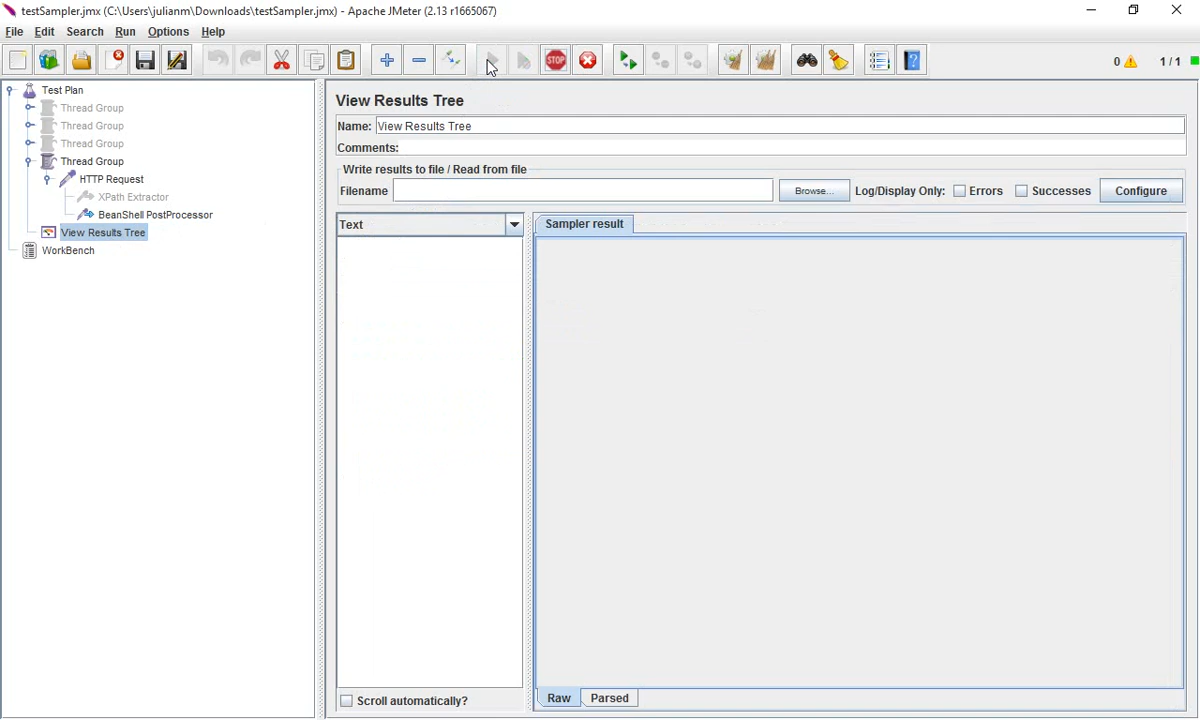 testSampler.jmx (C:\Users\julianm\Downloads\testSampler.jmx) - Apache JMeter (2.13 r1665067)
File Edit Search Run Options Help
STOP
0 1 / 1
Test Plan
Thread Group
Thread Group
Thread Group
Thread Group
HTTP Request
XPath Extractor
BeanShell PostProcessor
View Results Tree
WorkBench
View Results Tree
Name: View Results Tree
Comments:
Write results to file / Read from file
Filename Browse... Log/Display Only: Errors Successes Configure
Text
Sampler result
Scroll automatically?
Raw Parsed